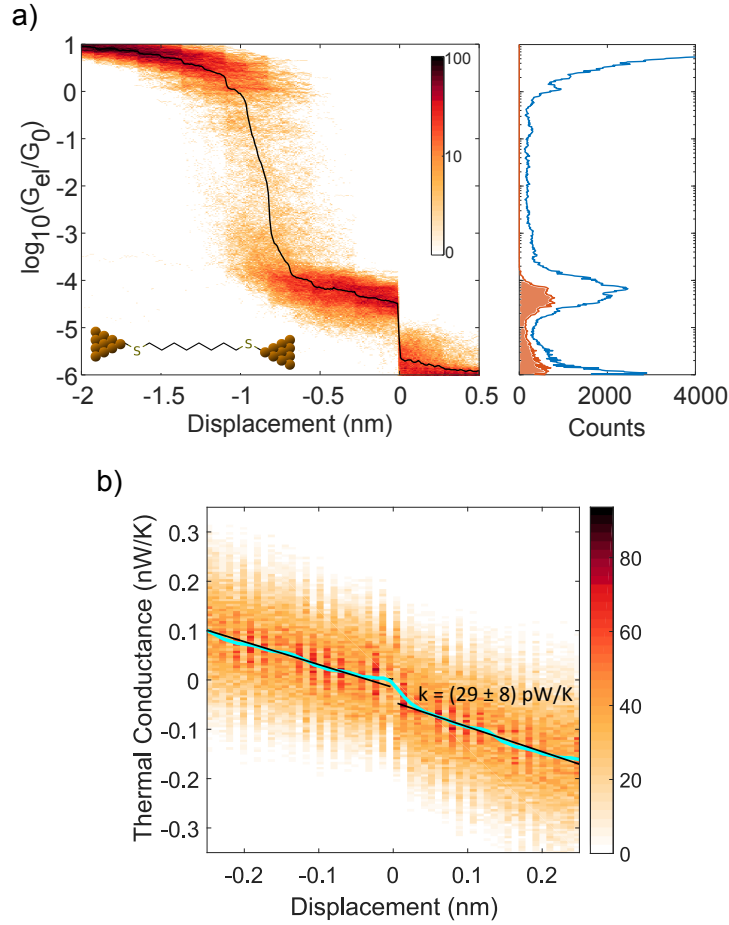 a)
log10(Gel/G0)
1
0
-1
-2
-3
-4
-5
-6
100
10
0
S
S
-2 -1.5 -1 -0.5 0 0.5
Displacement (nm)
0 2000 4000
Counts
b)
Thermal Conductance (nW/K)
0.3
0.2
0.1
0
-0.1
-0.2
-0.3
k = (29 ± 8) pW/K
80
60
40
20
0
-0.2 -0.1 0 0.1 0.2
Displacement (nm)